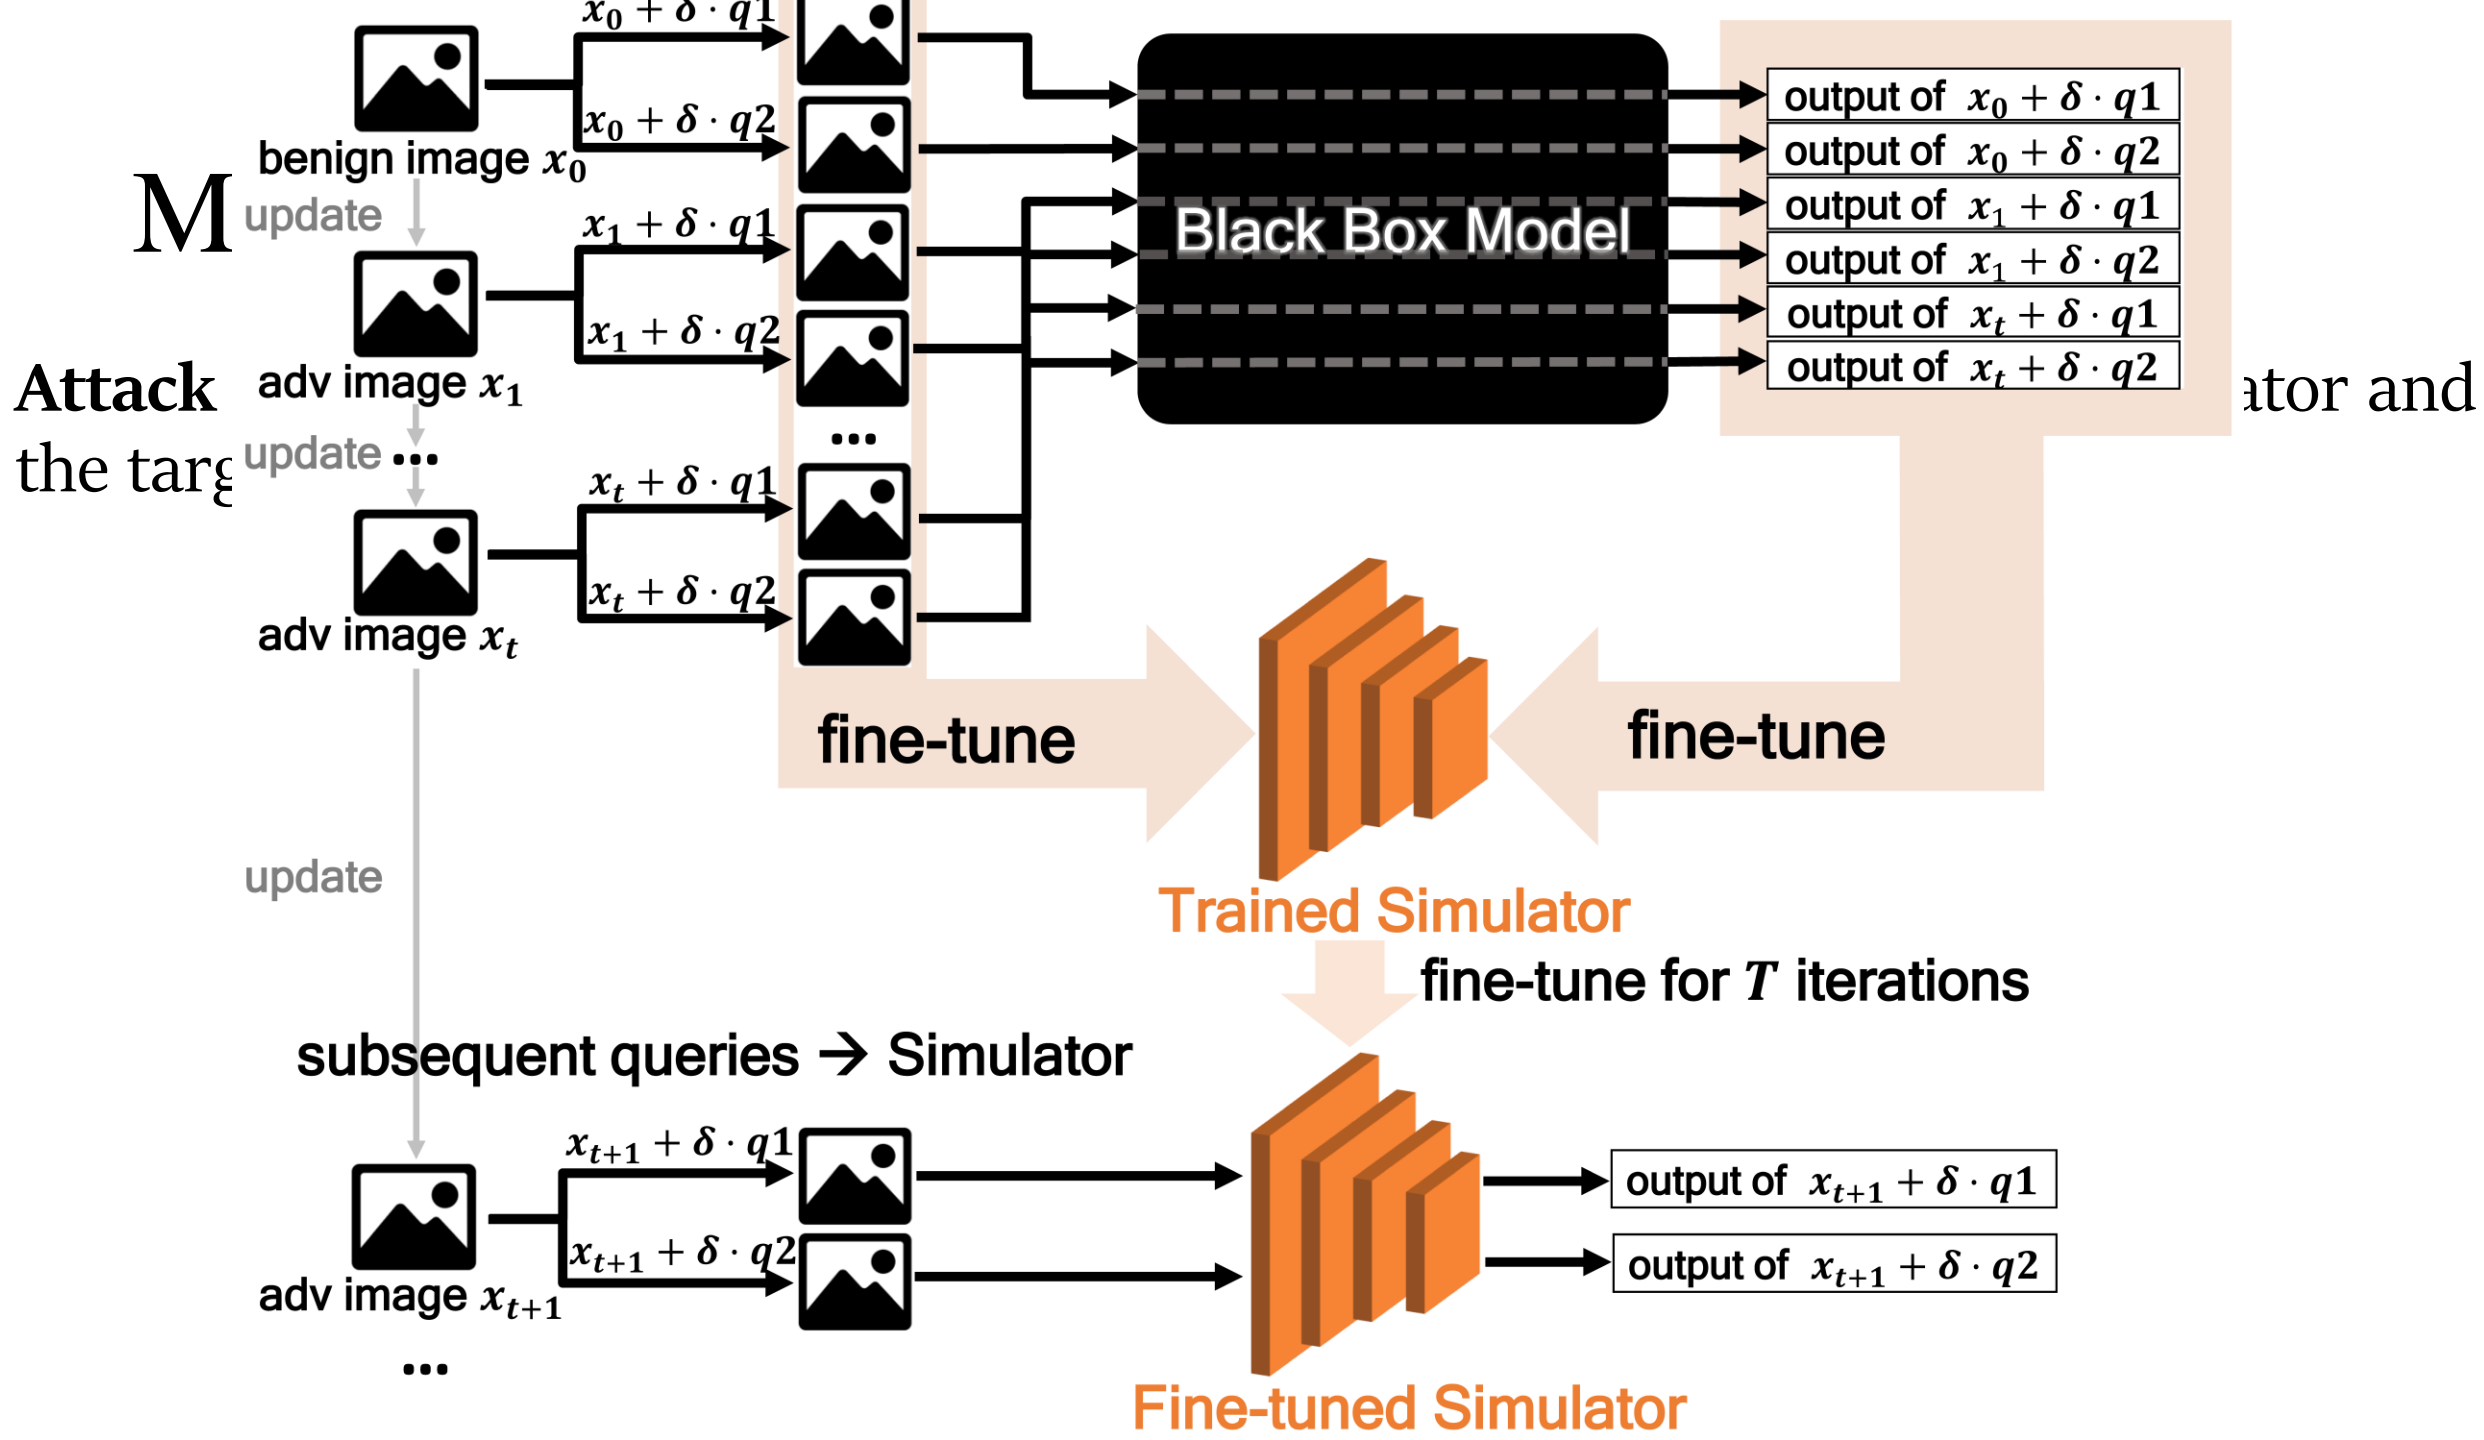 x₀ + δ · q1
x₀ + δ · q2
benign image x₀
M
update
x₁ + δ · q1
x₁ + δ · q2
adv image x₁
Attack
ator and
the targ
update ...
...
xₜ + δ · q1
xₜ + δ · q2
adv image xₜ
Black Box Model
output of x₀ + δ · q1
output of x₀ + δ · q2
output of x₁ + δ · q1
output of x₁ + δ · q2
output of xₜ + δ · q1
output of xₜ + δ · q2
fine-tune
fine-tune
Trained Simulator
update
fine-tune for T iterations
subsequent queries → Simulator
xₜ₊₁ + δ · q1
xₜ₊₁ + δ · q2
adv image xₜ₊₁
...
output of xₜ₊₁ + δ · q1
output of xₜ₊₁ + δ · q2
Fine-tuned Simulator